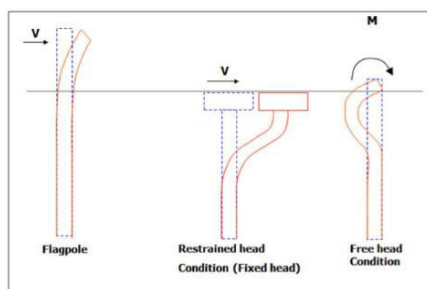 V
V
M
Flagpole
Restrained head
Condition (Fixed head)
Free head
Condition